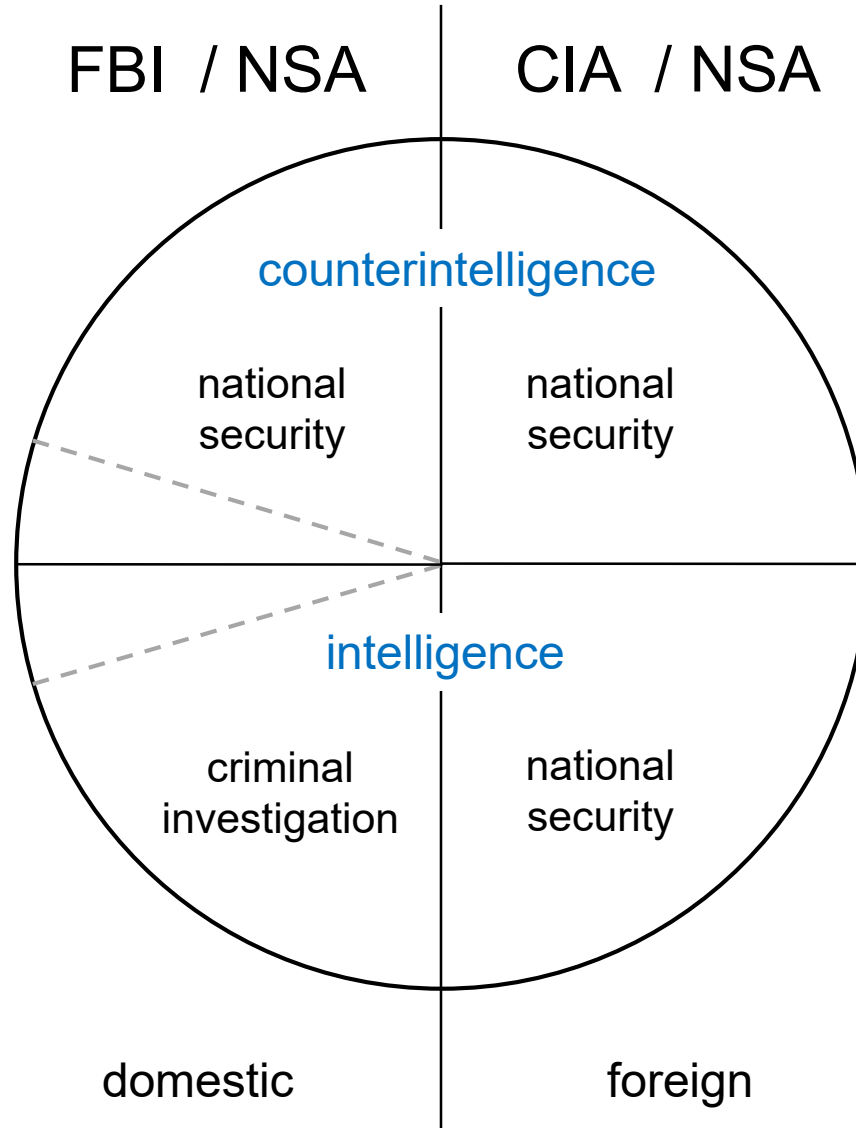 FBI / NSA
CIA / NSA
counterintelligence
national
security
national
security
intelligence
criminal
investigation
national
security
domestic
foreign